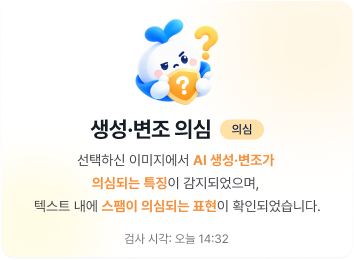 생성·변조 의심 의심
선택하신 이미지에서 AI 생성·변조가
의심되는 특징이 감지되었으며,
텍스트 내에 스팸이 의심되는 표현이 확인되었습니다.
검사 시각: 오늘 14:32